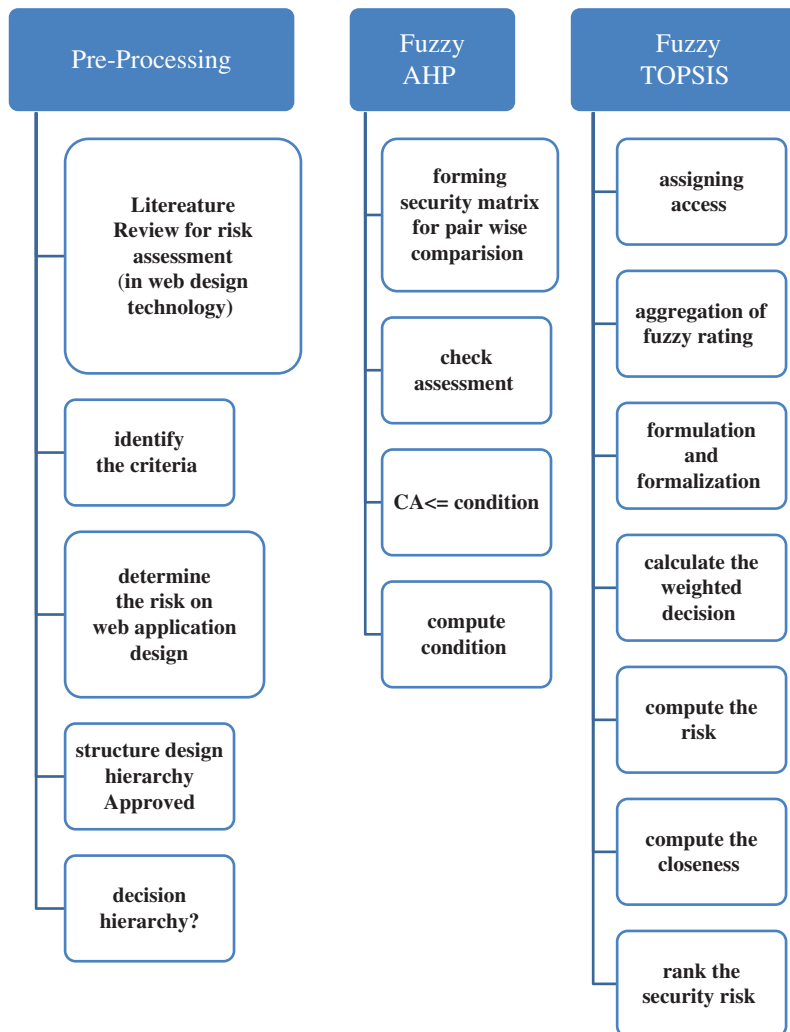 Pre-Processing
Litereature
Review for risk
assessment
(in web design
technology)
identify
the criteria
determine
the risk on
web application
design
structure design
hierarchy
Approved
decision
hierarchy?
Fuzzy
AHP
forming
security matrix
for pair wise
comparision
check
assessment
CA<= condition
compute
condition
Fuzzy
TOPSIS
assigning
access
aggregation of
fuzzy rating
formulation
and
formalization
calculate the
weighted
decision
compute the
risk
compute the
closeness
rank the
security risk